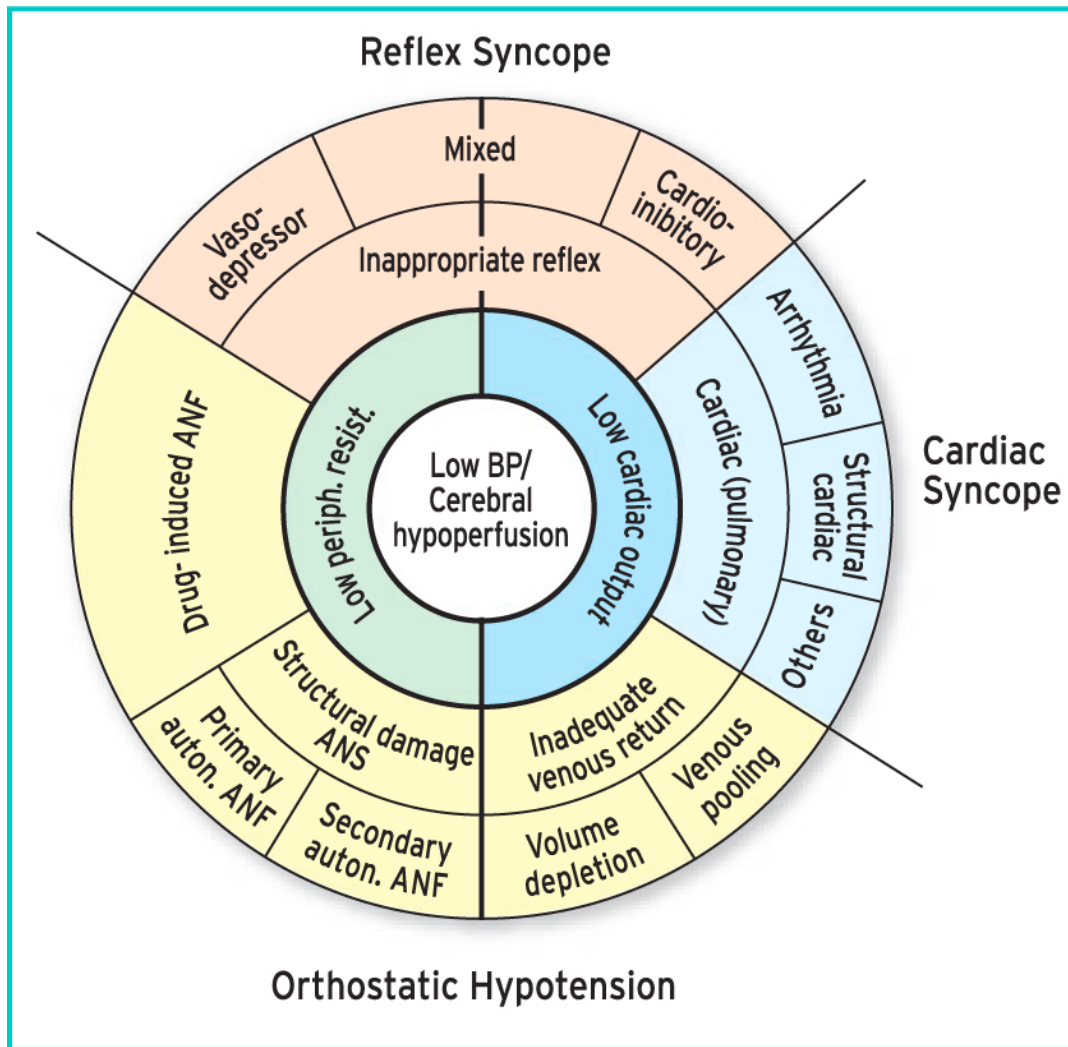 Reflex Syncope
Mixed
Vaso-
depressor
Cardio-
inibitory
Inappropriate reflex
Arrhythmia
Drug- induced ANF
Low periph. resist.
Low BP/
Cerebral
hypoperfusion
Low cardiac output
Cardiac (pulmonary)
Structural
cardiac
Cardiac
Syncope
Others
Structural damage
ANS
Inadequate
venous return
Venous
pooling
Primary
auton. ANF
Secondary
auton. ANF
Volume
depletion
Orthostatic Hypotension